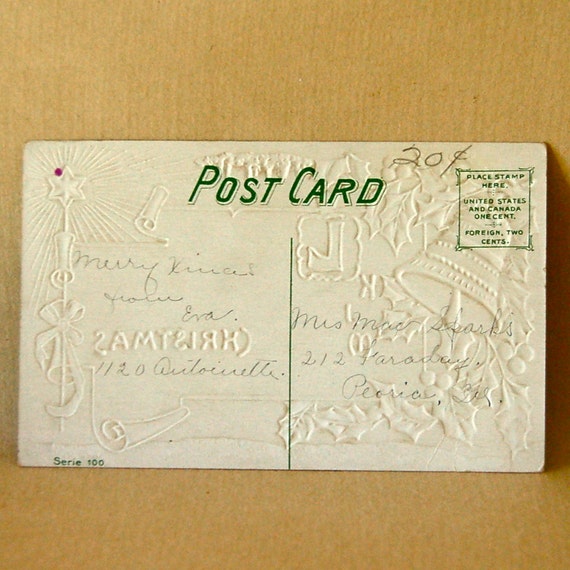 20¢
POST CARD
PLACE STAMP
HERE.
UNITED STATES
AND CANADA
ONE CENT.
FOREIGN, TWO
CENTS.
Merry Xmas
from
Eva.
1120 Antoinette.
Mrs Mae Sparks.
212 Faraday.
Peoria, Ill.
CHRISTMAS
Serie 100